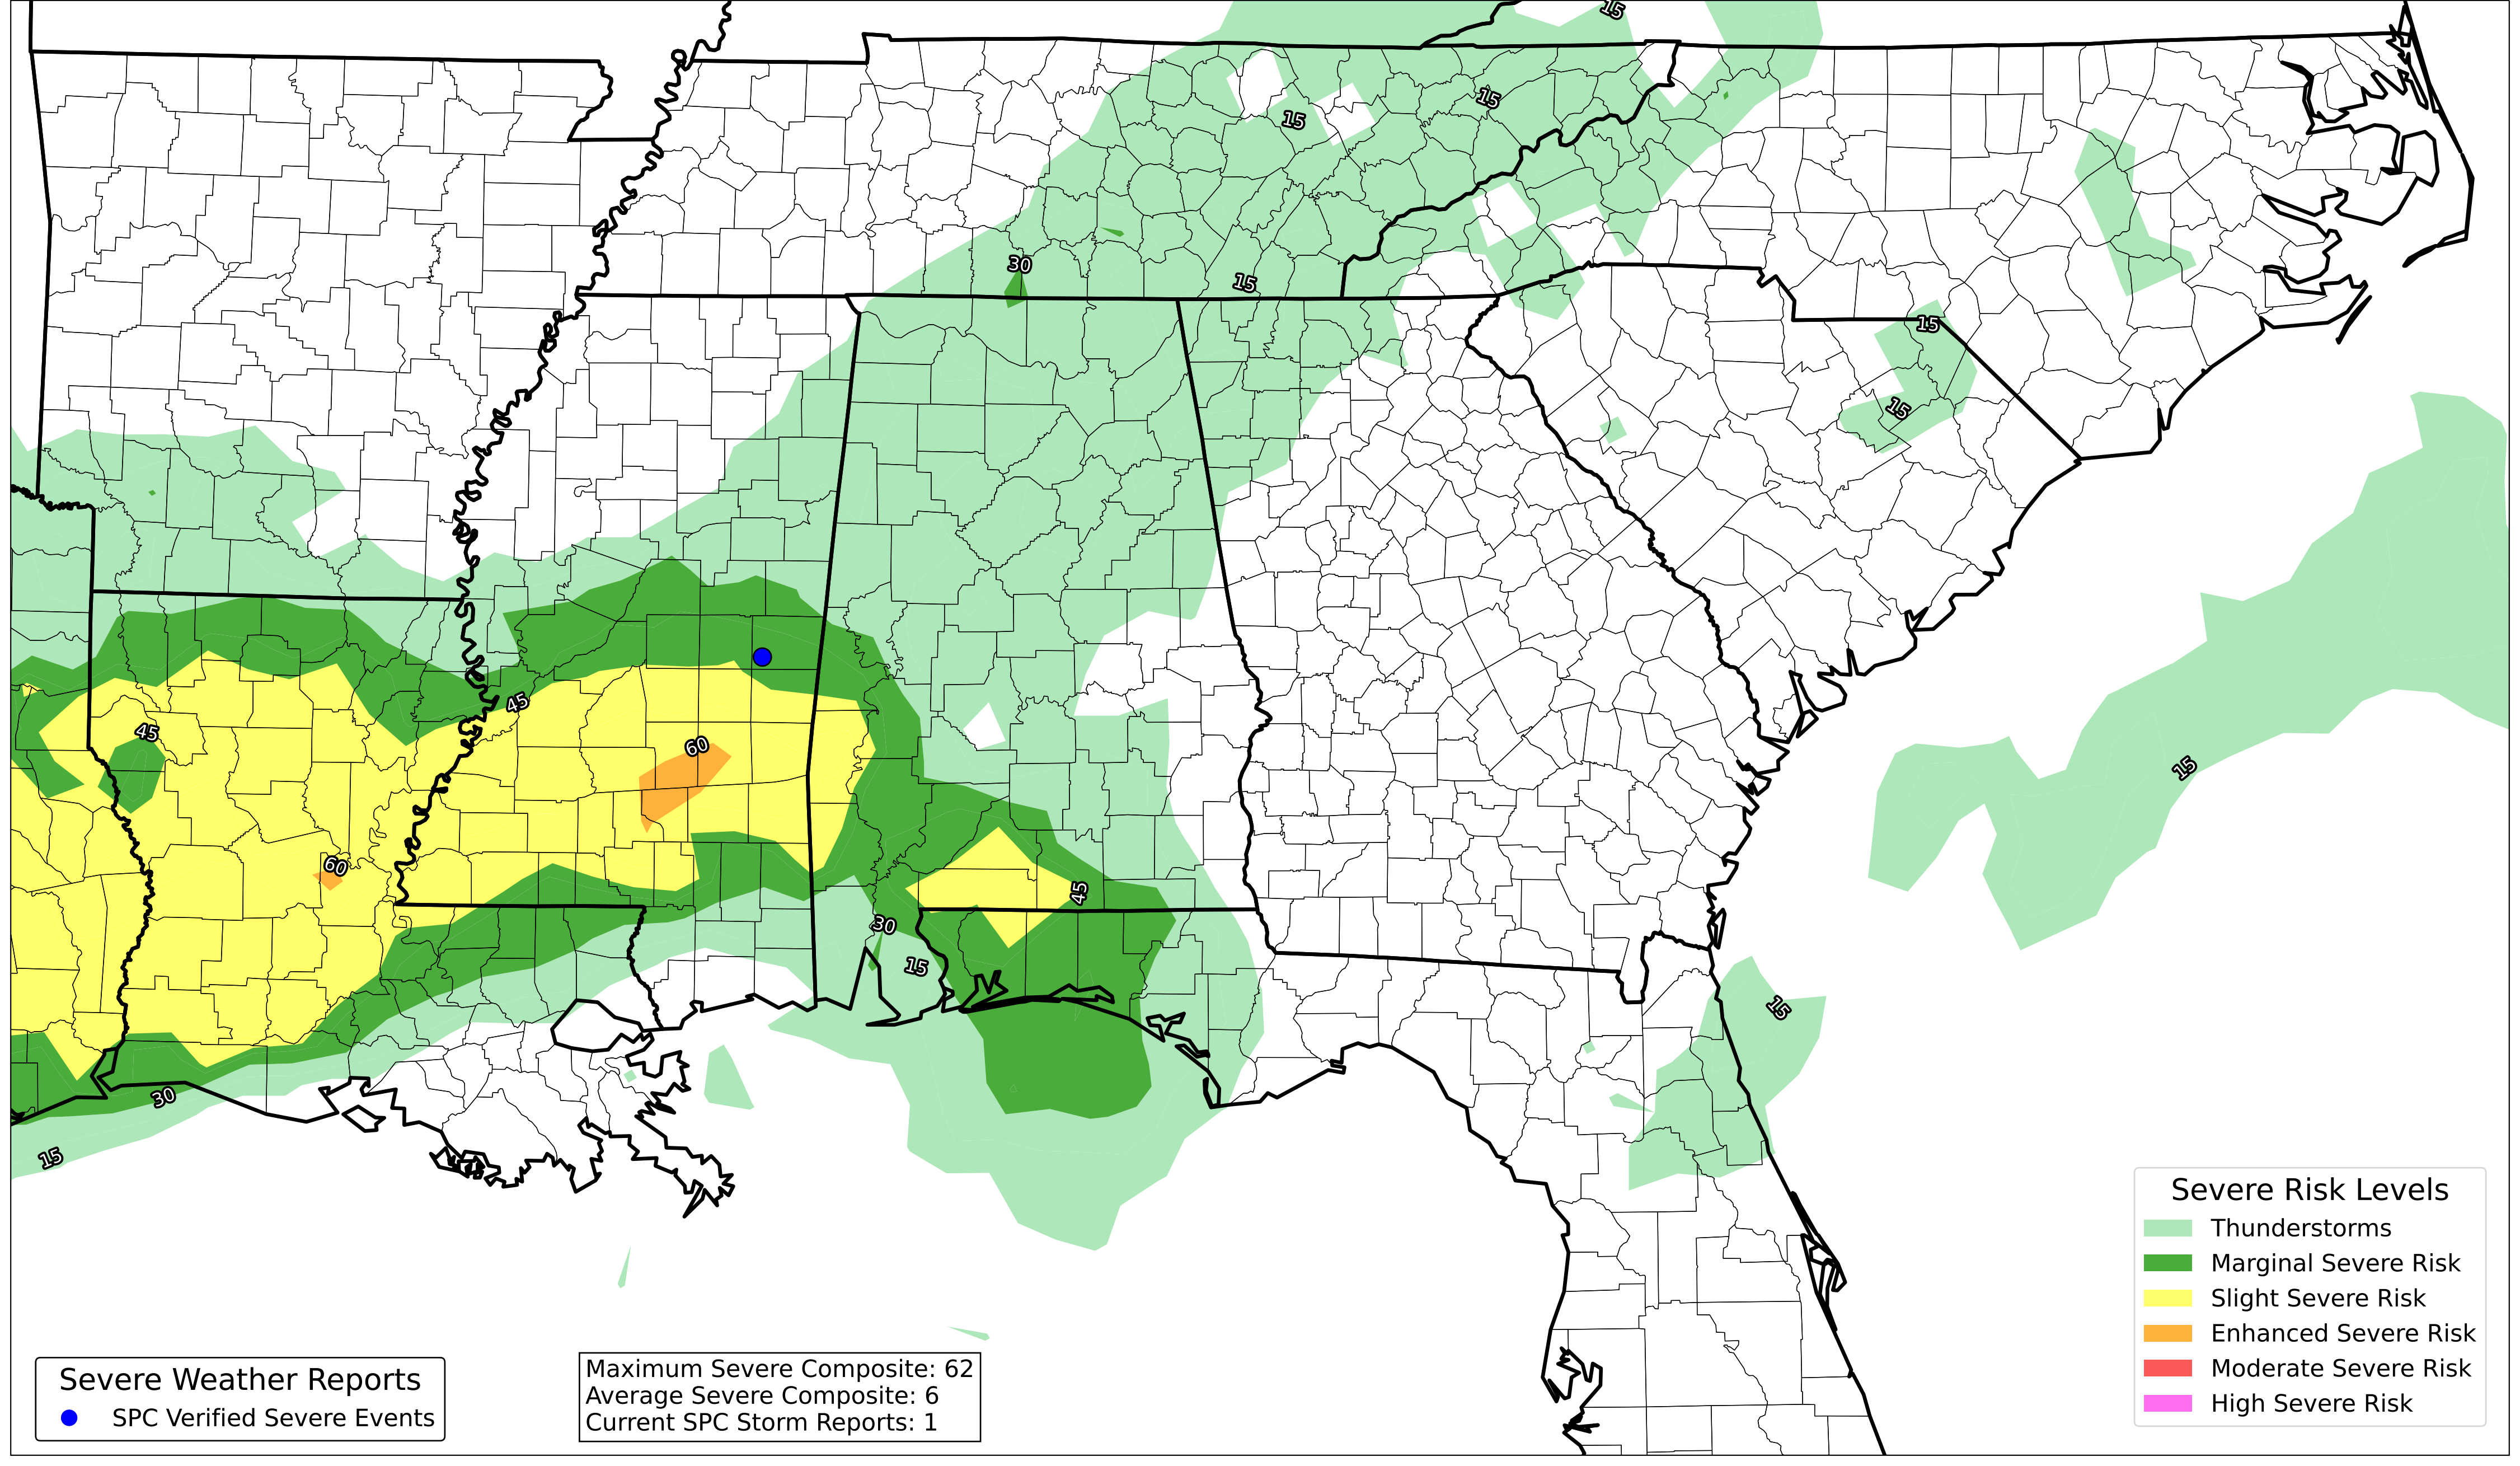 15
15
15
30
15
15
15
45
45
60
15
60
45
30
15
15
30
15
Severe Risk Levels
Thunderstorms
Marginal Severe Risk
Slight Severe Risk
Enhanced Severe Risk
Moderate Severe Risk
High Severe Risk
Severe Weather Reports
SPC Verified Severe Events
Maximum Severe Composite: 62
Average Severe Composite: 6
Current SPC Storm Reports: 1